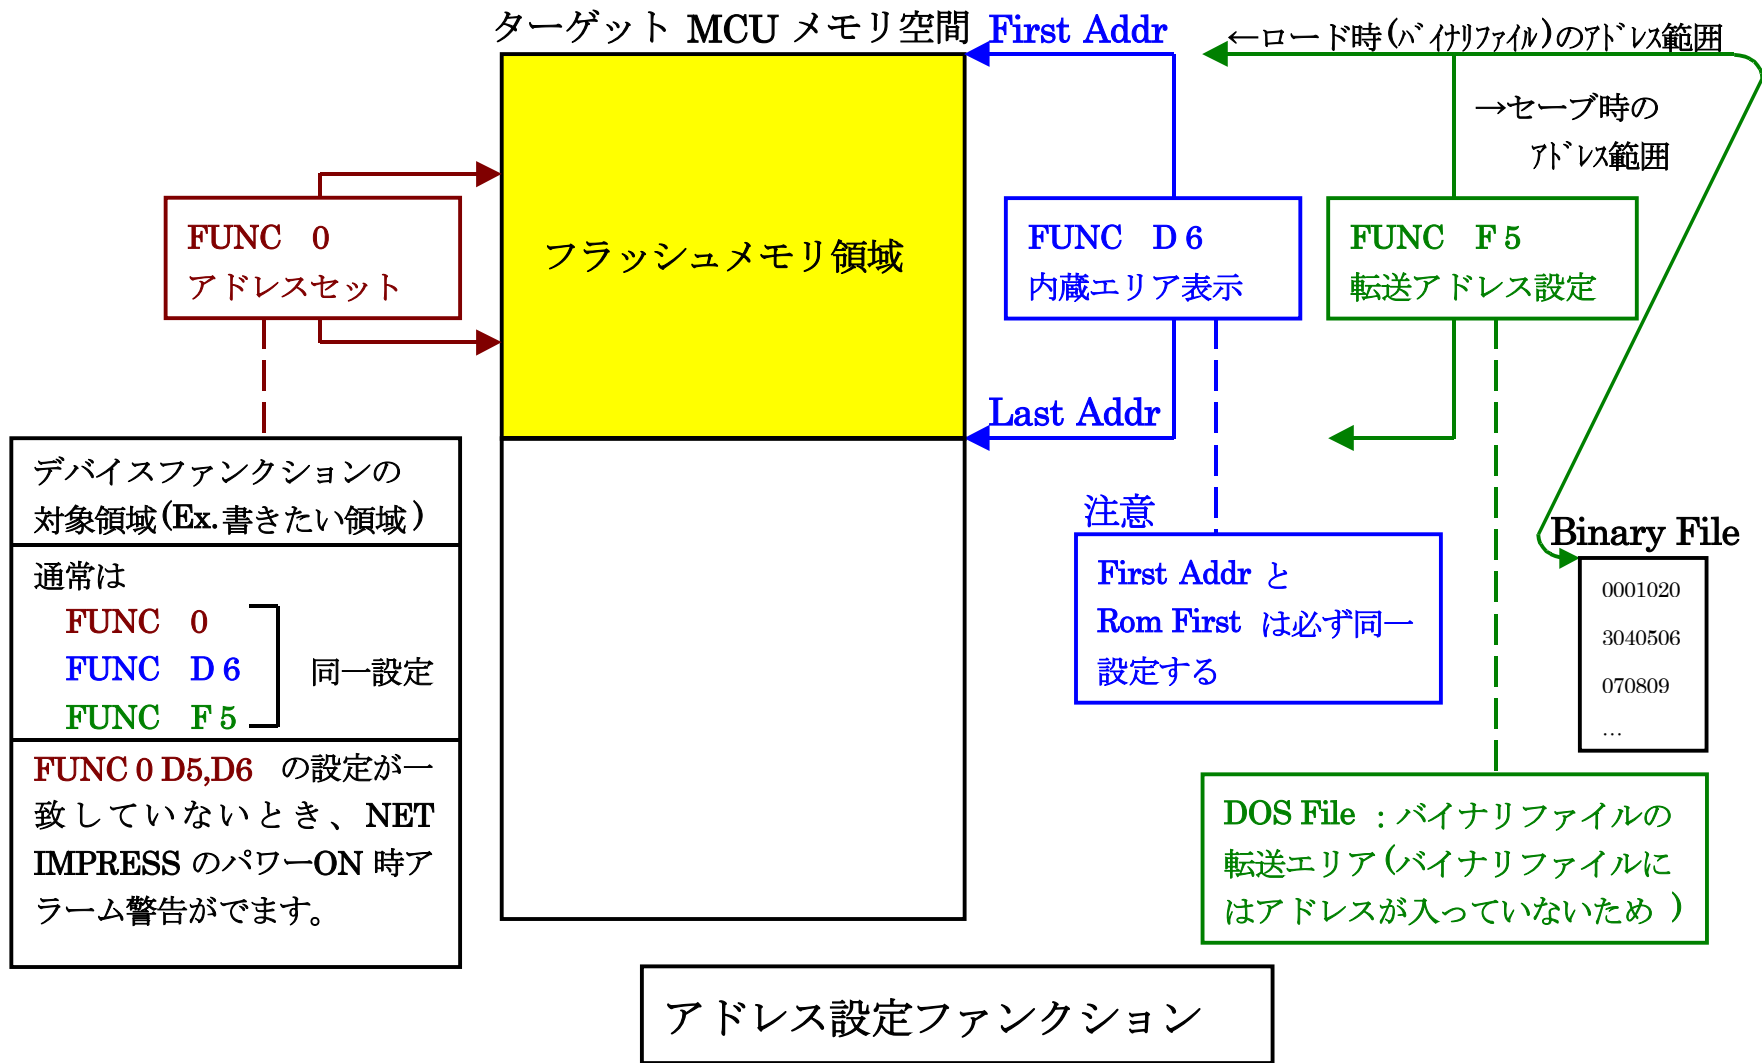 ターゲット MCU メモリ空間
First Addr
←ロード時(バイナリファイル)のアドレス範囲
→セーブ時の
アドレス範囲
FUNC 0
アドレスセット
フラッシュメモリ領域
FUNC D 6
内蔵エリア表示
FUNC F 5
転送アドレス設定
Last Addr
デバイスファンクションの
対象領域(Ex.書きたい領域)
通常は
FUNC 0
FUNC D 6
FUNC F 5
同一設定
FUNC 0 D5,D6 の設定が一
致していないとき、NET
IMPRESS のパワーON 時ア
ラーム警告がでます。
注意
First Addr と
Rom First は必ず同一
設定する
Binary File
0001020
3040506
070809
…
DOS File : バイナリファイルの
転送エリア(バイナリファイルに
はアドレスが入っていないため )
アドレス設定ファンクション